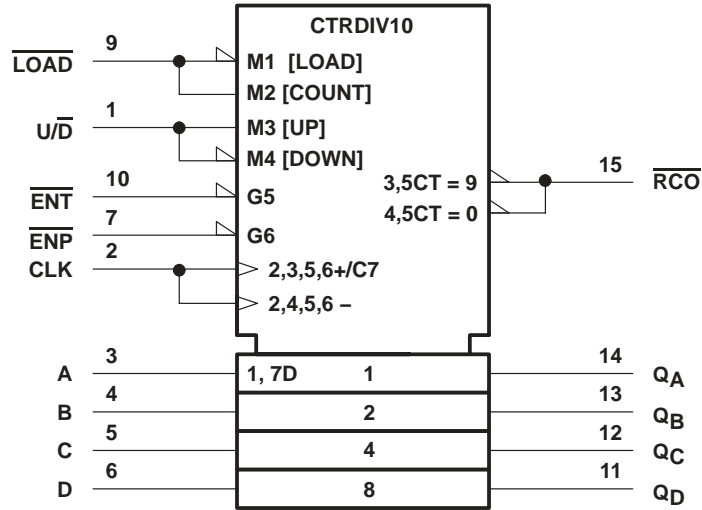 CTRDIV10
LOAD 9 M1 [LOAD]
M2 [COUNT]
U/D 1 M3 [UP]
M4 [DOWN]
3,5CT = 9 15 RCO
4,5CT = 0
ENT 10 G5
ENP 7 G6
CLK 2 2,3,5,6+/C7
2,4,5,6 –
A 3 1, 7D 1 14 QA
B 4 2 13 QB
C 5 4 12 QC
D 6 8 11 QD